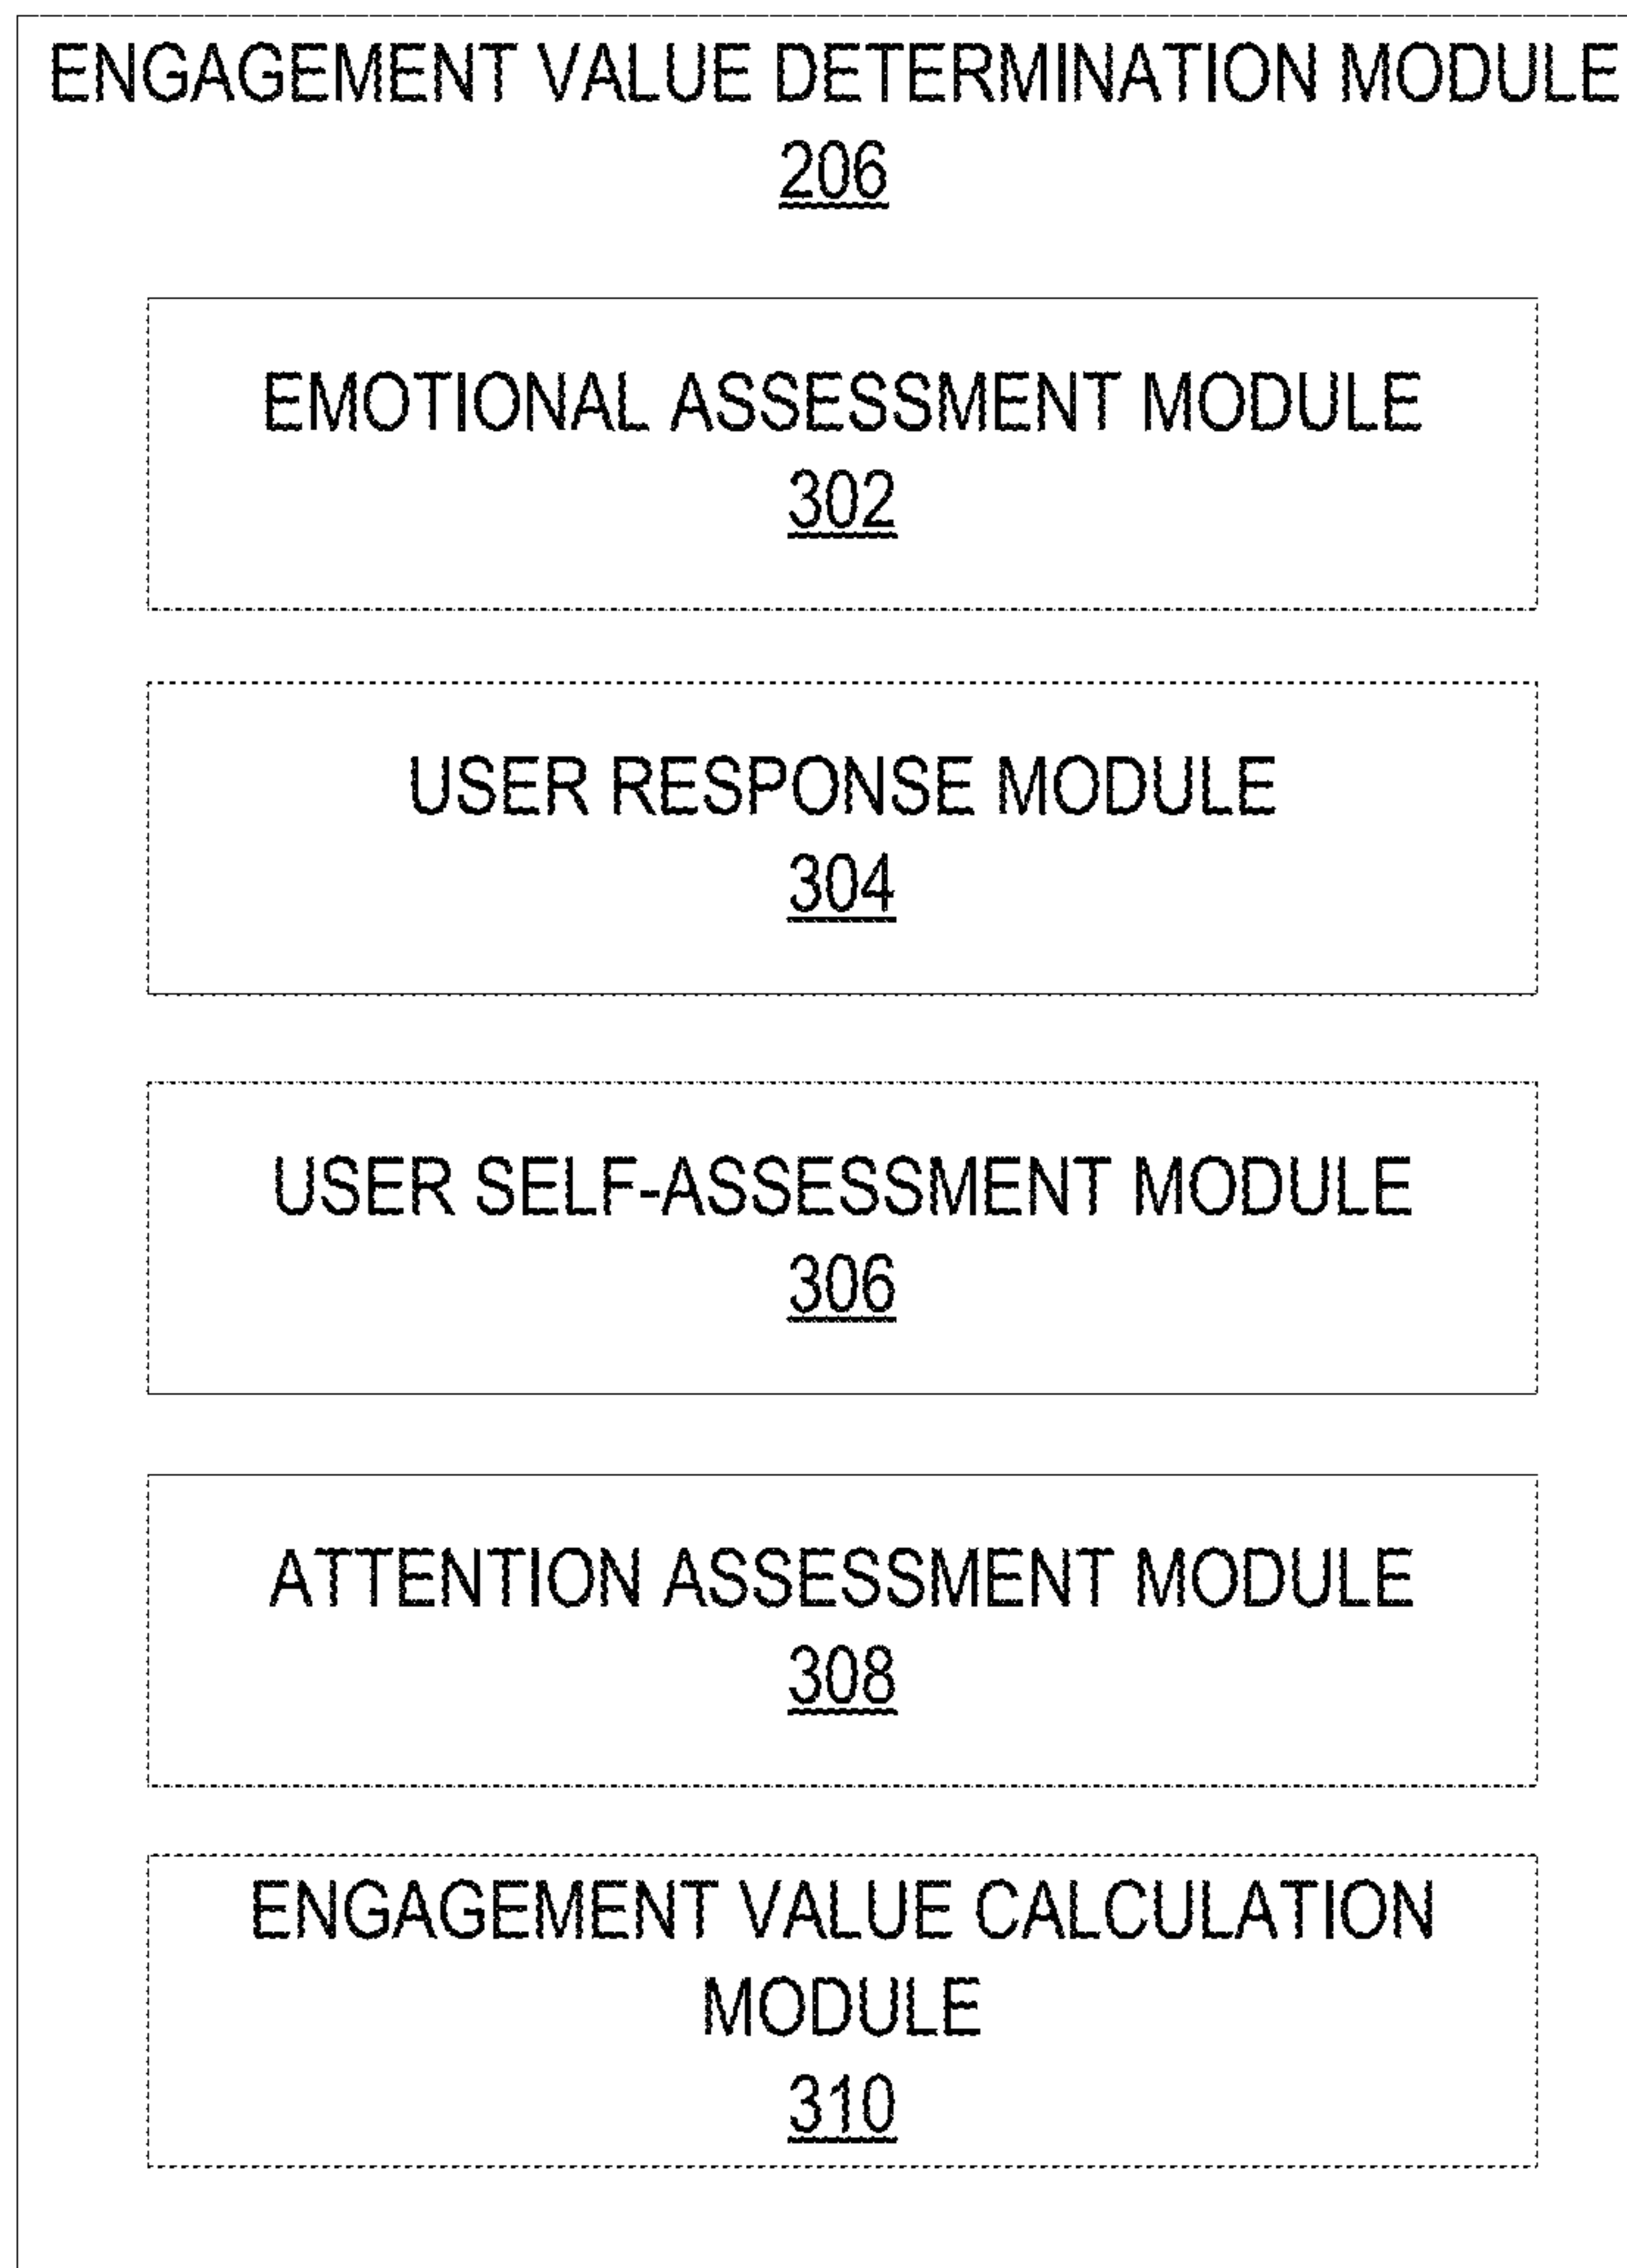 ENGAGEMENT VALUE DETERMINATION MODULE
206
EMOTIONAL ASSESSMENT MODULE
302
USER RESPONSE MODULE
304
USER SELF-ASSESSMENT MODULE
306
ATTENTION ASSESSMENT MODULE
308
ENGAGEMENT VALUE CALCULATION
MODULE
310